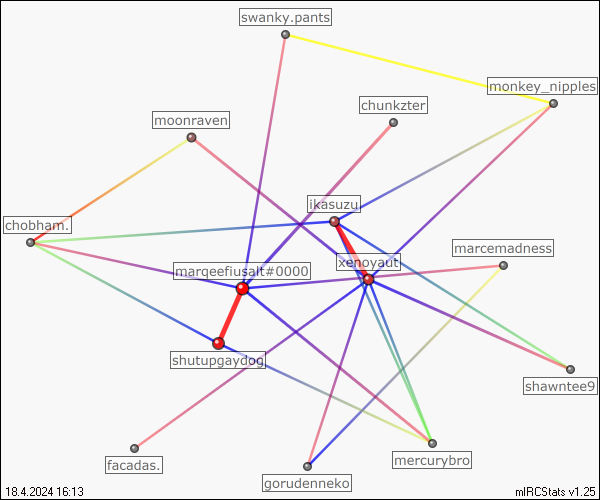 swanky.pants
monkey_nipples
chunkzter
moonraven
ikasuzu
chobham.
marcemadness
xenoyaut
marqeefiusalt#0000
shutupgaydog
shawntee9
mercurybro
facadas.
gorudenneko
18.4.2024 16:13
mIRCStats v1.25